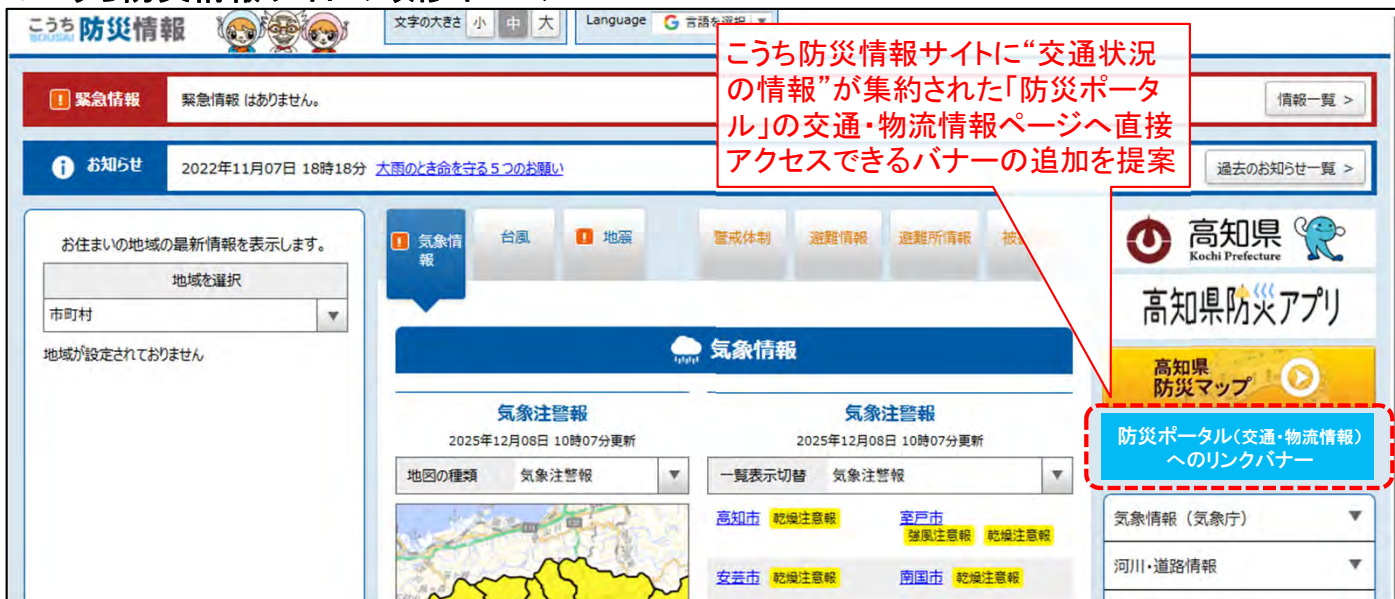 こうち防災情報
BOUSAI
文字の大きさ 小 中 大
Language 言語を選択 ▼
こうち防災情報サイトに“交通状況
の情報”が集約された「防災ポータ
ル」の交通・物流情報ページへ直接
アクセスできるバナーの追加を提案
緊急情報 緊急情報 はありません。 情報一覧 >
お知らせ 2022年11月07日 18時18分 大雨のとき命を守る５つのお願い 過去のお知らせ一覧 >
お住まいの地域の最新情報を表示します。
地域を選択
市町村 ▼
地域が設定されておりません
気象情
報
台風
地震
警戒体制
避難情報
避難所情報
気象情報
気象注警報
2025年12月08日 10時07分更新
地図の種類 気象注警報 ▼
気象注警報
2025年12月08日 10時07分更新
一覧表示切替 気象注警報 ▼
高知市 乾燥注意報
室戸市
強風注意報 乾燥注意報
安芸市 乾燥注意報
南国市 乾燥注意報
高知県
Kochi Prefecture
高知県防災アプリ
高知県
防災マップ
防災ポータル(交通・物流情報)
へのリンクバナー
気象情報（気象庁） ▼
河川・道路情報 ▼